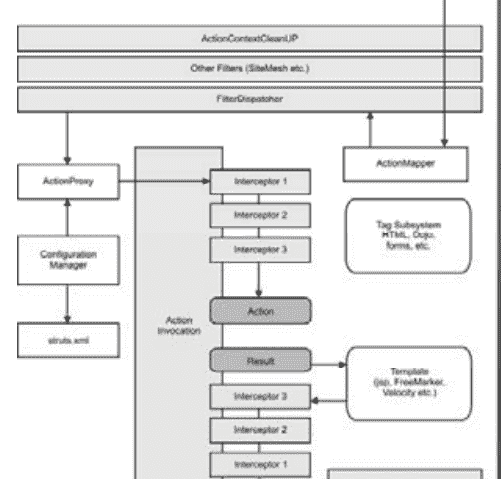 ActionContextCleanUP
Other Filters (SiteMesh etc.)
FilterDispatcher
ActionProxy
Interceptor 1
ActionMapper
Interceptor 2
Tag Subsystem
HTML, Dojo,
forms, etc.
Interceptor 3
Configuration
Manager
Action
Action
Invocation
struts.xml
Result
Template
(jsp, FreeMarker,
Velocity etc.)
Interceptor 3
Interceptor 2
Interceptor 1